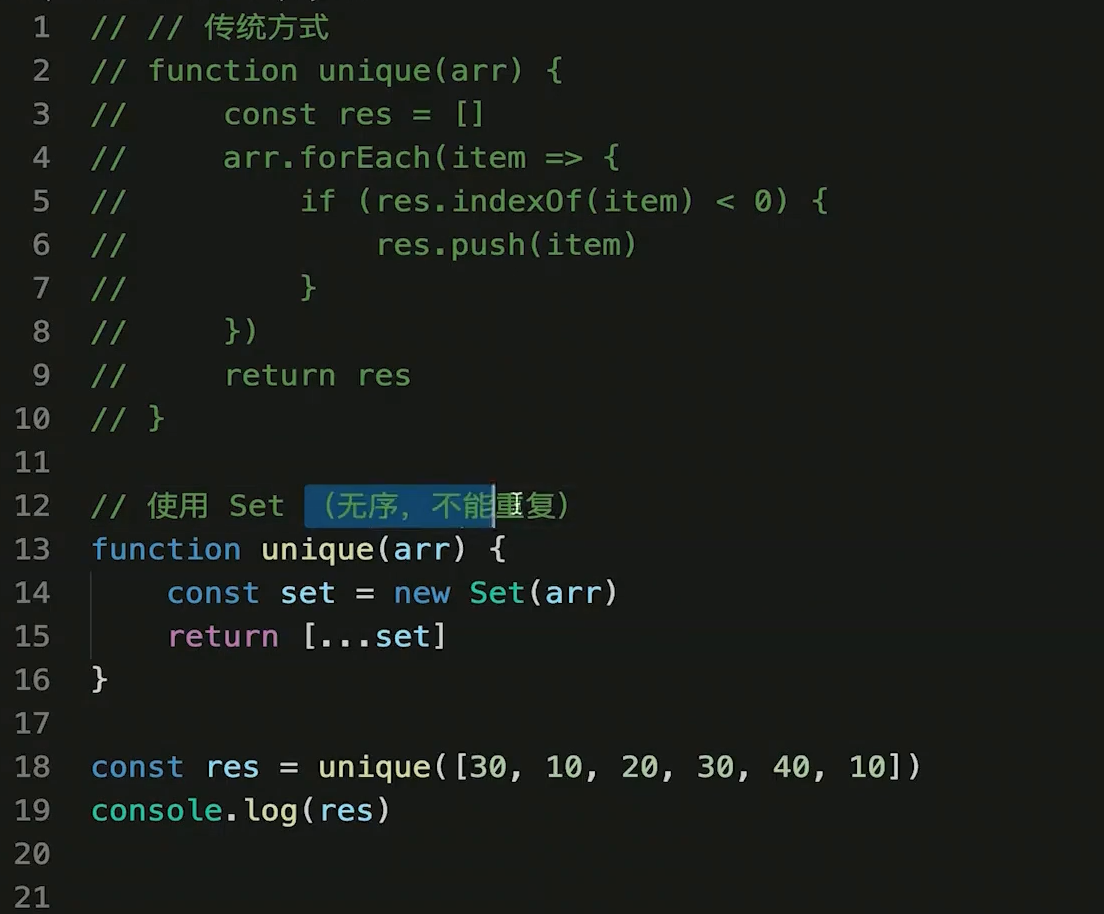 1 // // 传统方式
2 // function unique(arr) {
3 //     const res = []
4 //     arr.forEach(item => {
5 //         if (res.indexOf(item) < 0) {
6 //             res.push(item)
7 //         }
8 //     })
9 //     return res
10 // }
11
12 // 使用 Set （无序，不能重复）
13 function unique(arr) {
14     const set = new Set(arr)
15     return [...set]
16 }
17
18 const res = unique([30, 10, 20, 30, 40, 10])
19 console.log(res)
20
21